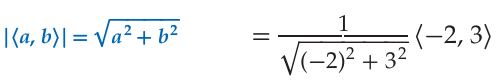 |⟨a, b⟩| = √(a² + b²)
= 1/√((−2)² + 3²) ⟨−2, 3⟩